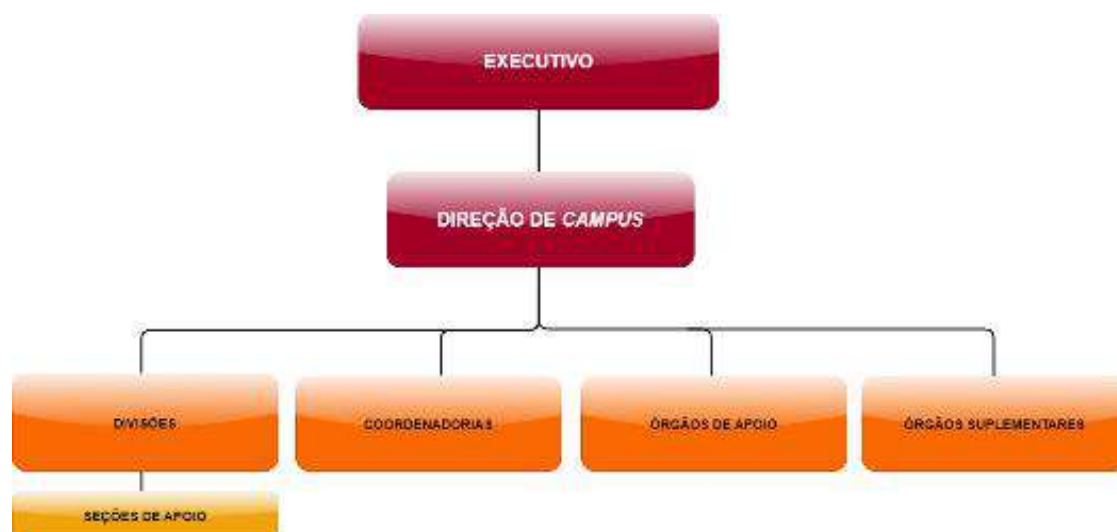 EXECUTIVO
DIREÇÃO DE CAMPUS
DIVISÕES
COORDENADORIAS
ÓRGÃOS DE APOIO
ÓRGÃOS SUPLEMENTARES
SEÇÕES DE APOIO